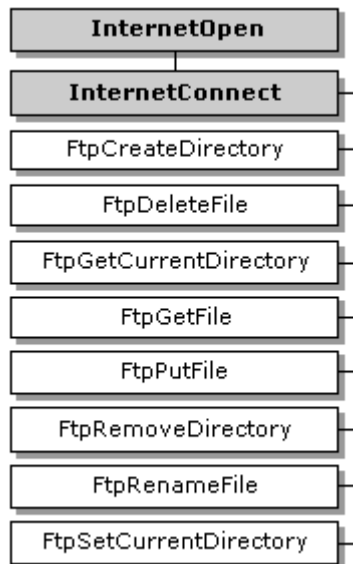 InternetOpen
InternetConnect
FtpCreateDirectory
FtpDeleteFile
FtpGetCurrentDirectory
FtpGetFile
FtpPutFile
FtpRemoveDirectory
FtpRenameFile
FtpSetCurrentDirectory